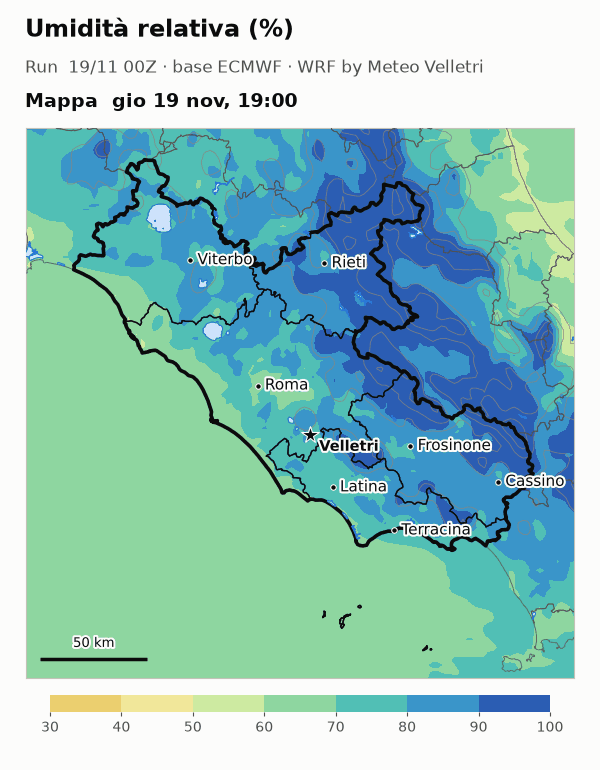 Umidità relativa (%)
Run  19/11 00Z · base ECMWF · WRF by Meteo Velletri
Mappa  gio 19 nov, 19:00
Viterbo
Rieti
Roma
Velletri
Frosinone
Cassino
Latina
Terracina
50 km
30 40 50 60 70 80 90 100